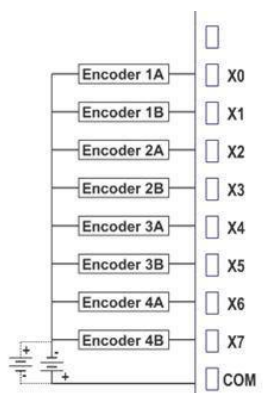 Encoder 1A X0
Encoder 1B X1
Encoder 2A X2
Encoder 2B X3
Encoder 3A X4
Encoder 3B X5
Encoder 4A X6
Encoder 4B X7
+ -
- +
COM